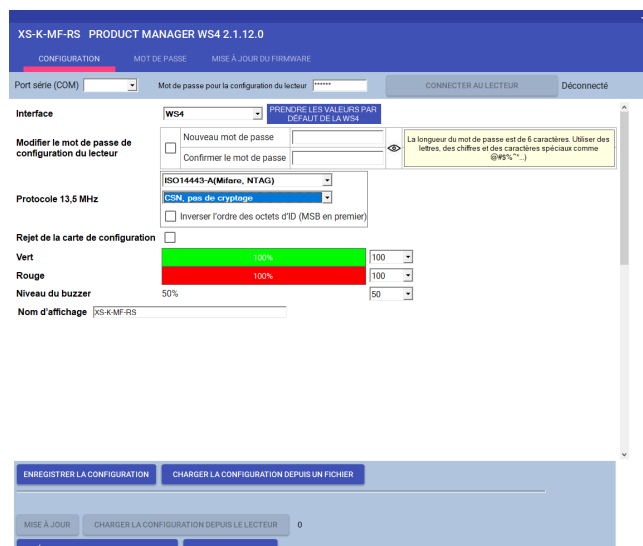 XS-K-MF-RS PRODUCT MANAGER WS4 2.1.12.0
CONFIGURATION MOT DE PASSE MISE À JOUR DU FIRMWARE
Port série (COM) Mot de passe pour la configuration du lecteur ****** CONNECTER AU LECTEUR Déconnecté
Interface WS4 PRENDRE LES VALEURS PAR
DÉFAUT DE LA WS4
Modifier le mot de passe de
configuration du lecteur
Nouveau mot de passe
Confirmer le mot de passe
La longueur du mot de passe est de 6 caractères. Utiliser des
lettres, des chiffres et des caractères spéciaux comme
@#$%^*...)
Protocole 13,5 MHz
ISO14443-A(Mifare, NTAG)
CSN, pas de cryptage
Inverser l'ordre des octets d'ID (MSB en premier)
Rejet de la carte de configuration
Vert 100% 100
Rouge 100% 100
Niveau du buzzer 50% 50
Nom d'affichage XS-K-MF-RS
ENREGISTRER LA CONFIGURATION CHARGER LA CONFIGURATION DEPUIS UN FICHIER
MISE À JOUR CHARGER LA CONFIGURATION DEPUIS LE LECTEUR 0